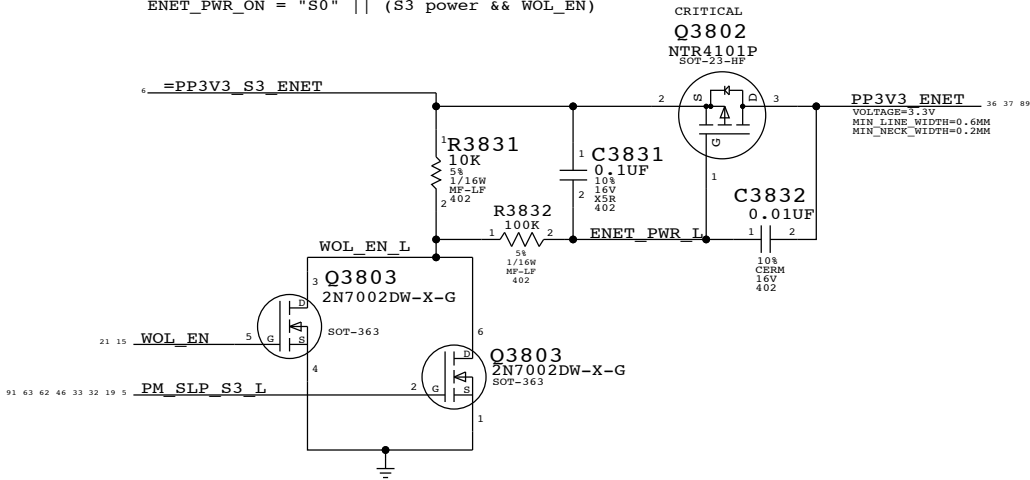 ENET_PWR_ON = "S0" || (S3 power && WOL_EN)
CRITICAL
Q3802
NTR4101P
SOT-23-HF
6 =PP3V3_S3_ENET
2 S D 3
G
1
PP3V3_ENET 36 37 89
VOLTAGE=3.3V
MIN_LINE_WIDTH=0.6MM
MIN_NECK_WIDTH=0.2MM
1
R3831
10K
5%
1/16W
MF-LF
402
2
1
C3831
0.1UF
10%
16V
X5R
402
2
R3832
100K
1 2
5%
1/16W
MF-LF
402
ENET_PWR_L
C3832
0.01UF
1 2
10%
CERM
16V
402
WOL_EN_L
3
Q3803
2N7002DW-X-G
SOT-363
D
G
S
21 15 WOL_EN 5
4
6
Q3803
2N7002DW-X-G
SOT-363
D
G
S
91 63 62 46 33 32 19 5 PM_SLP_S3_L 2
1